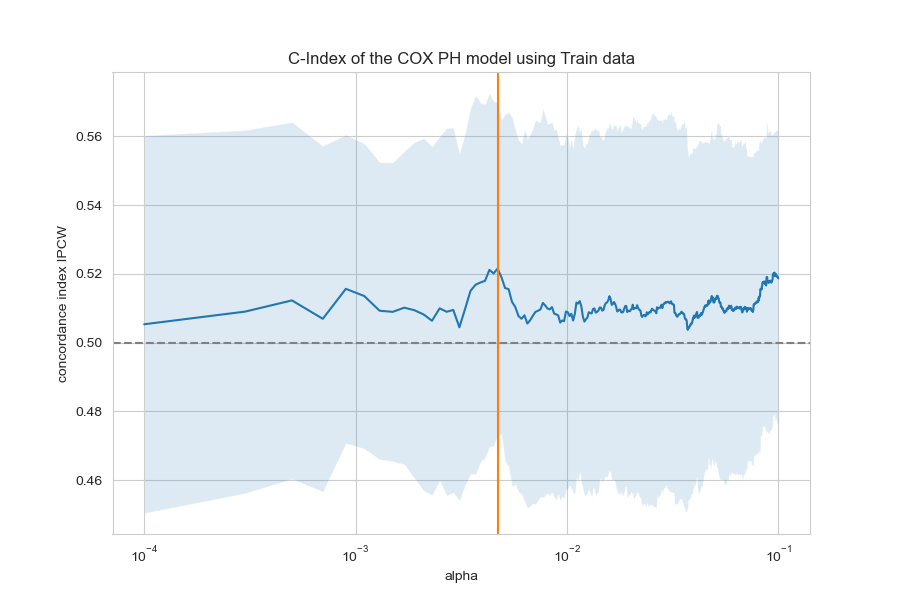 C-Index of the COX PH model using Train data
concordance index IPCW
0.56
0.54
0.52
0.50
0.48
0.46
10⁻⁴ 10⁻³ 10⁻² 10⁻¹
alpha